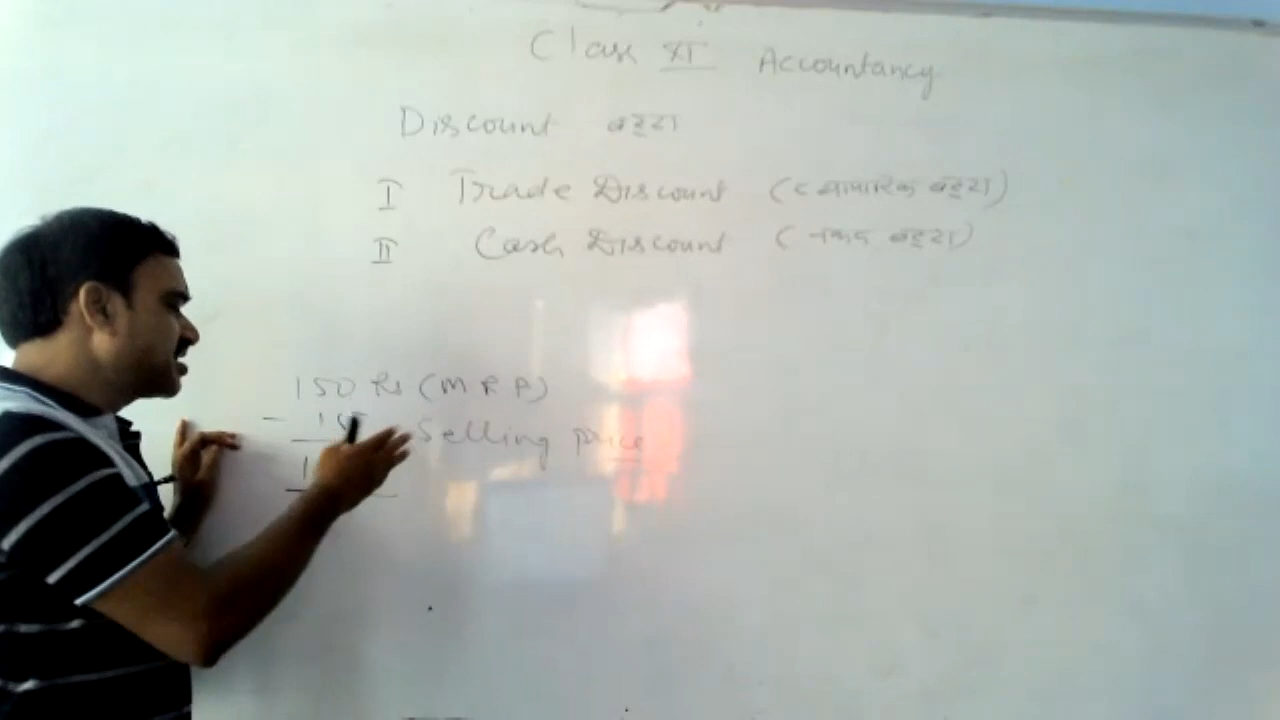 Class XI Accountancy
Discount बट्टा
I Trade Discount (व्यापारिक बट्टा)
II Cash Discount (नकद बट्टा)
150 Rs (MRP)
Selling price